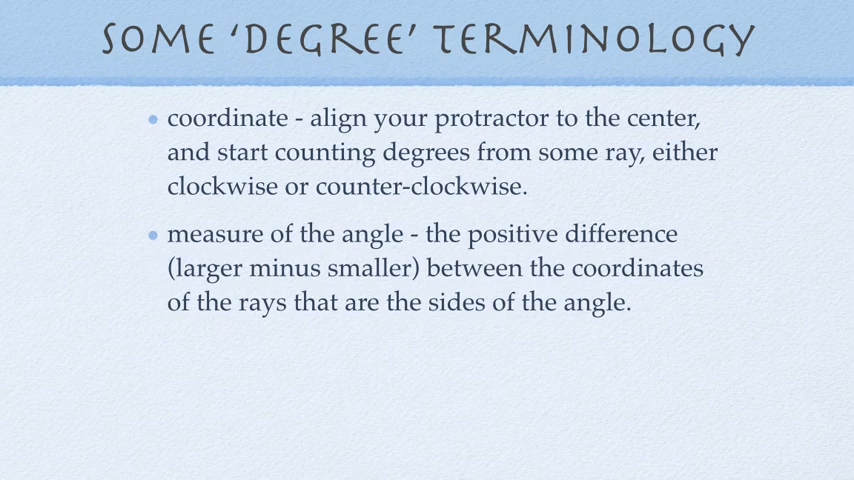 SOME ‘DEGREE’ TERMINOLOGY
• coordinate - align your protractor to the center,
and start counting degrees from some ray, either
clockwise or counter-clockwise.
• measure of the angle - the positive difference
(larger minus smaller) between the coordinates
of the rays that are the sides of the angle.